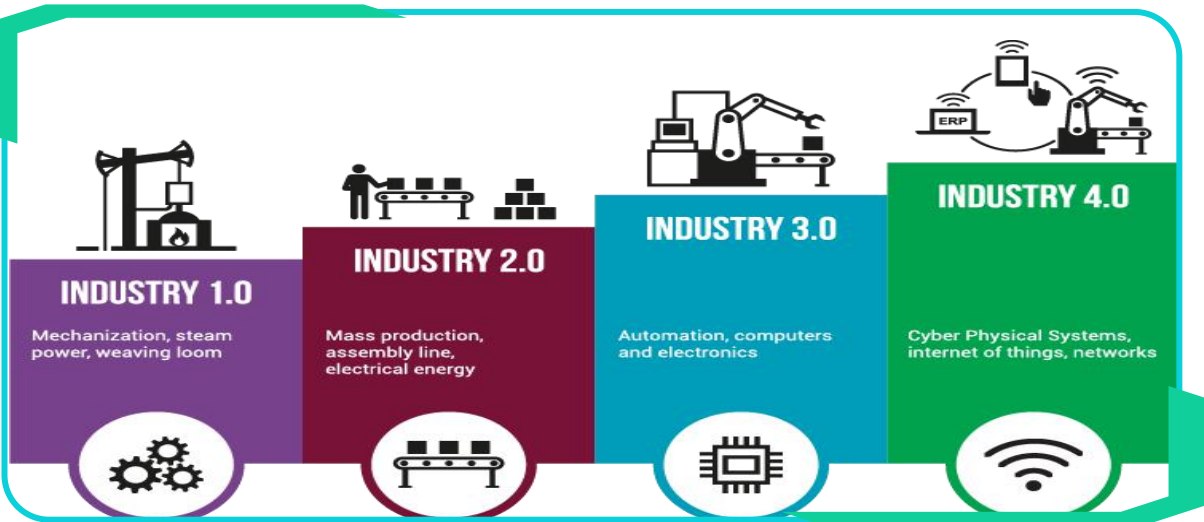 INDUSTRY 1.0
Mechanization, steam
power, weaving loom
INDUSTRY 2.0
Mass production,
assembly line,
electrical energy
INDUSTRY 3.0
Automation, computers
and electronics
ERP
INDUSTRY 4.0
Cyber Physical Systems,
internet of things, networks